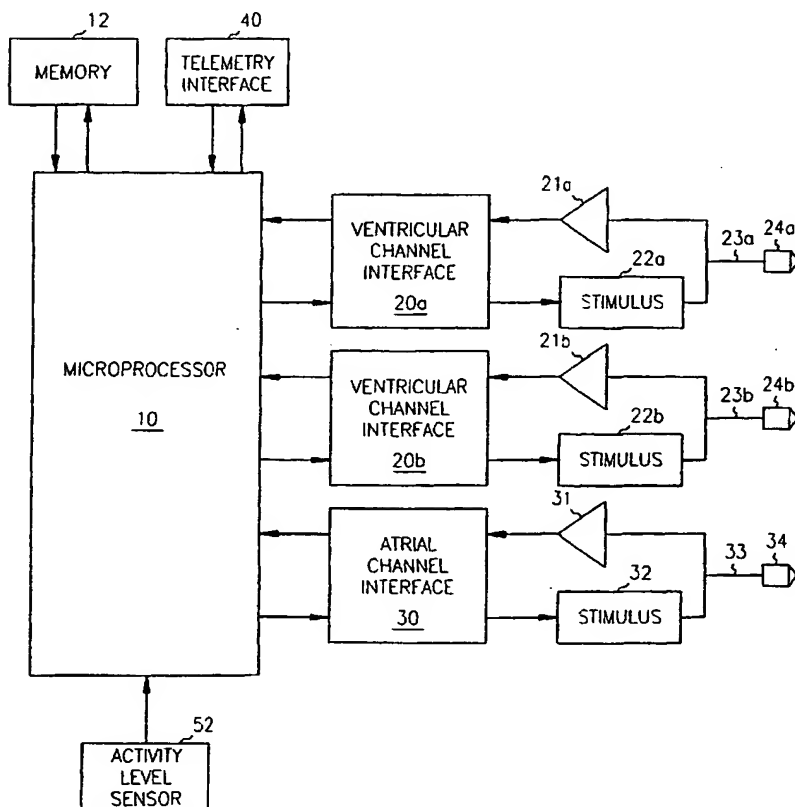 12
40
MEMORY
TELEMETRY
INTERFACE
21a
VENTRICULAR
CHANNEL
INTERFACE
20a
22a
STIMULUS
23a
24a
MICROPROCESSOR
10
21b
VENTRICULAR
CHANNEL
INTERFACE
20b
22b
STIMULUS
23b
24b
31
ATRIAL
CHANNEL
INTERFACE
30
32
STIMULUS
33
34
52
ACTIVITY
LEVEL
SENSOR